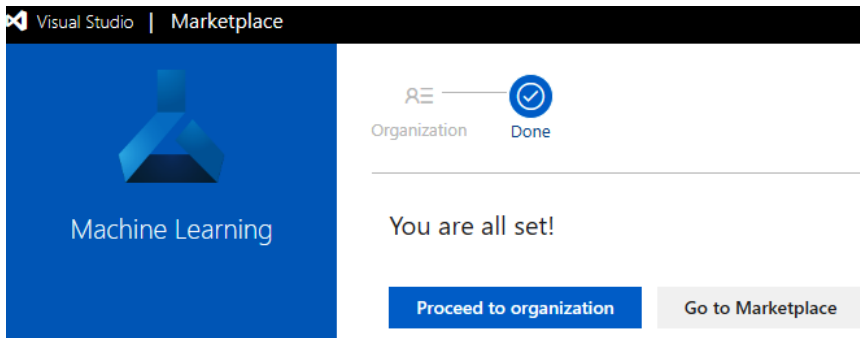 Visual Studio | Marketplace
Organization
Done
Machine Learning
You are all set!
Proceed to organization
Go to Marketplace